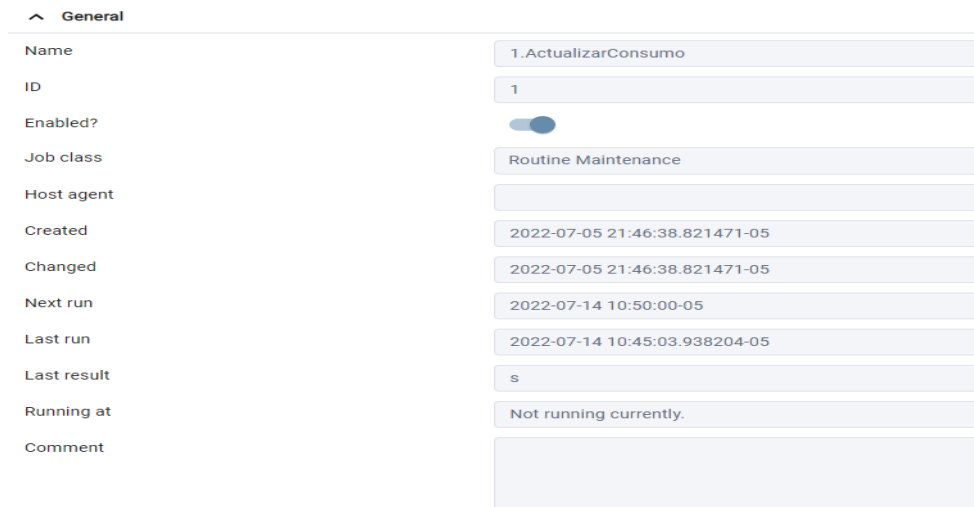 General
Name 1.ActualizarConsumo
ID 1
Enabled?
Job class Routine Maintenance
Host agent
Created 2022-07-05 21:46:38.821471-05
Changed 2022-07-05 21:46:38.821471-05
Next run 2022-07-14 10:50:00-05
Last run 2022-07-14 10:45:03.938204-05
Last result s
Running at Not running currently.
Comment